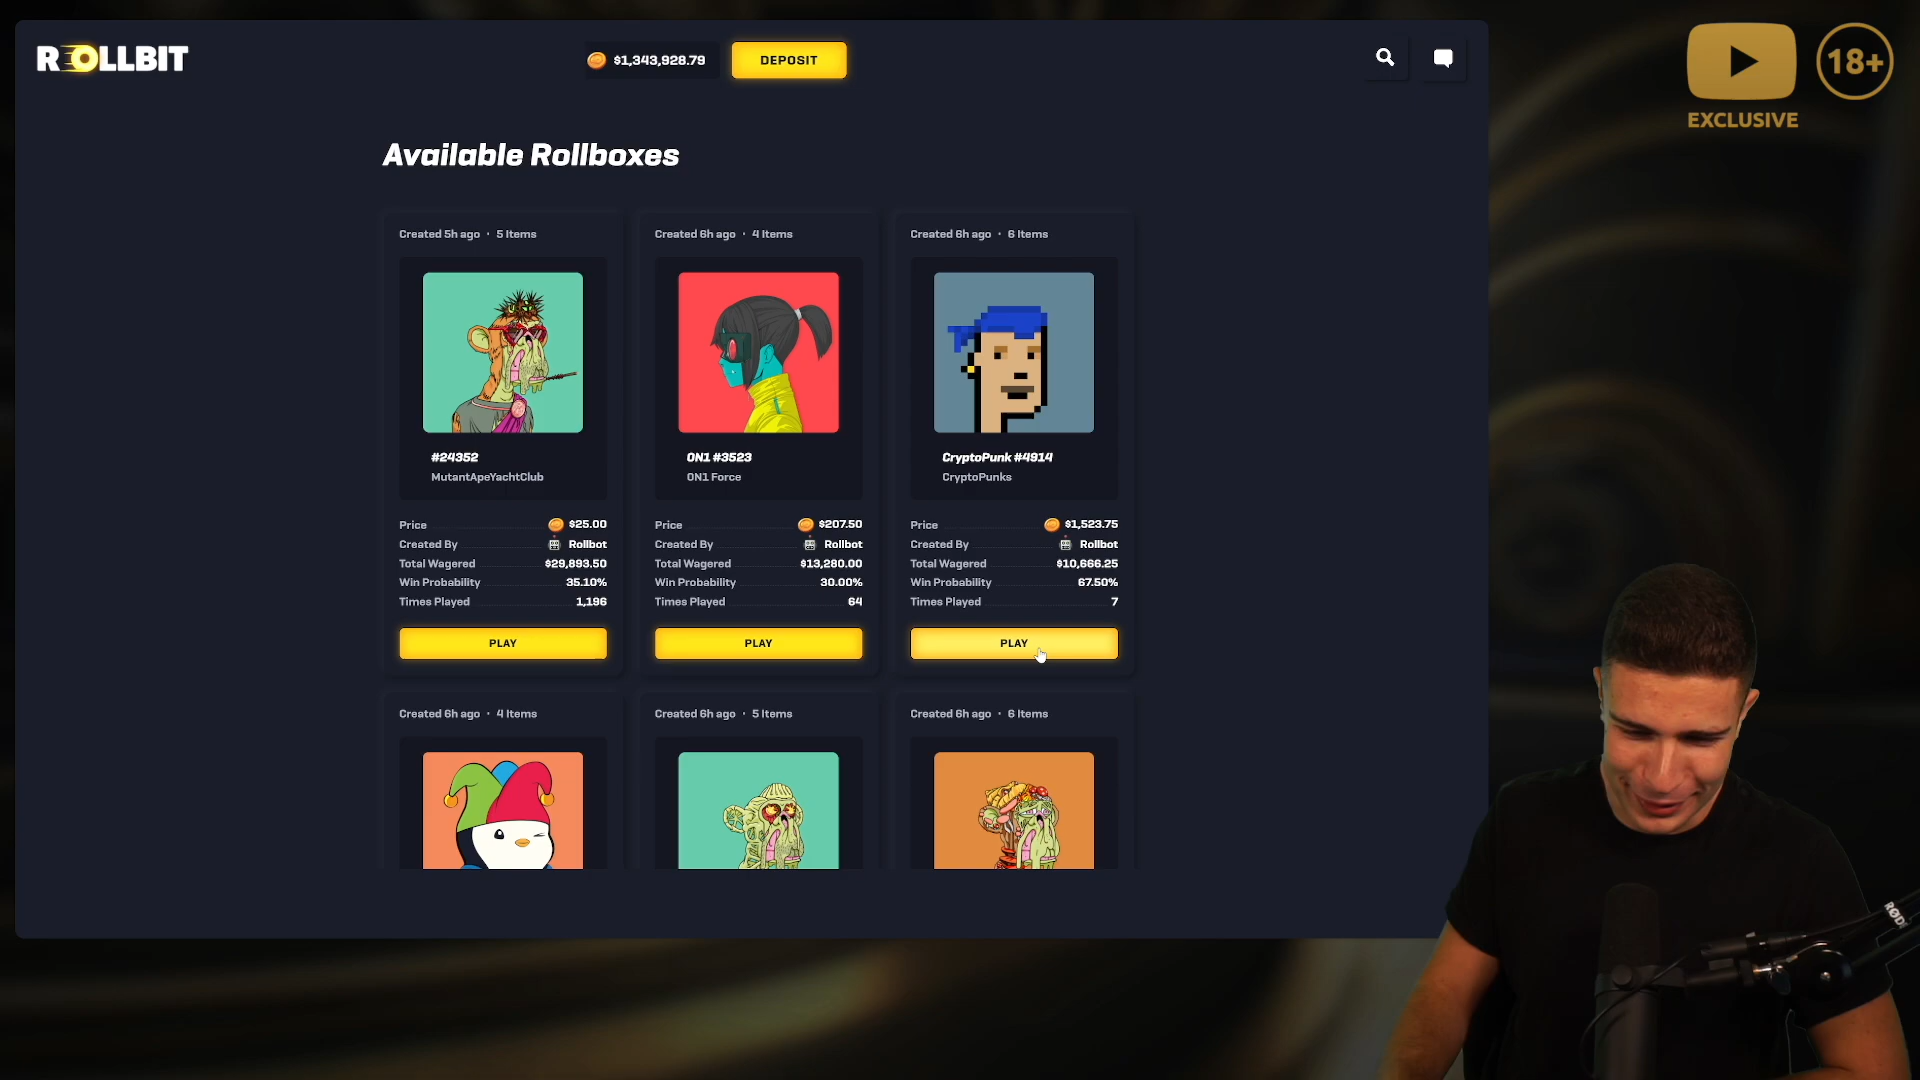 ROLLBIT
$1,343,928.79
DEPOSIT
EXCLUSIVE
18+
Available Rollboxes
Created 5h ago · 5 Items
Created 6h ago · 4 Items
Created 6h ago · 6 Items
#24352
MutantApeYachtClub
0N1 #3523
0N1 Force
CryptoPunk #4914
CryptoPunks
Price $25.00
Created By Rollbot
Total Wagered $29,893.50
Win Probability 35.10%
Times Played 1,196
PLAY
Price $207.50
Created By Rollbot
Total Wagered $13,280.00
Win Probability 30.00%
Times Played 64
PLAY
Price $1,523.75
Created By Rollbot
Total Wagered $10,666.25
Win Probability 67.50%
Times Played 7
PLAY
Created 6h ago · 4 Items
Created 6h ago · 5 Items
Created 6h ago · 6 Items
RØDE